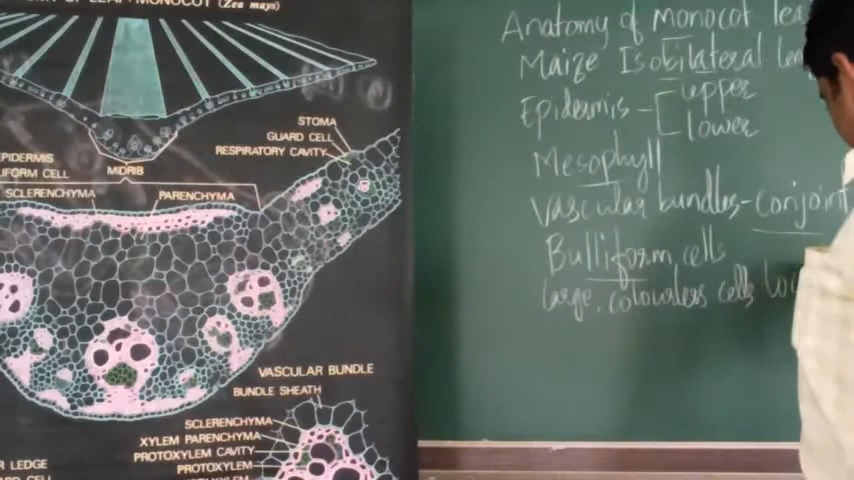 OF LEAF MONOCOT (Zea mays)
STOMA
GUARD CELL
RESPIRATORY CAVITY
EPIDERMIS
MIDRIB
IFORM CELL
SCLERENCHYMA
PARENCHYMA
VASCULAR BUNDLE
BUNDLE SHEATH
SCLERENCHYMA
XYLEM PARENCHYMA
PROTOXYLEM CAVITY
R LEDGE
PROTOXYLEM
Anatomy of Monocot lea
Maize Isobilateral lea
Epidermis - upper
lower
Mesophyll
Vascular bundles - conjoint
Bulliform cells
large, colourless cells loc